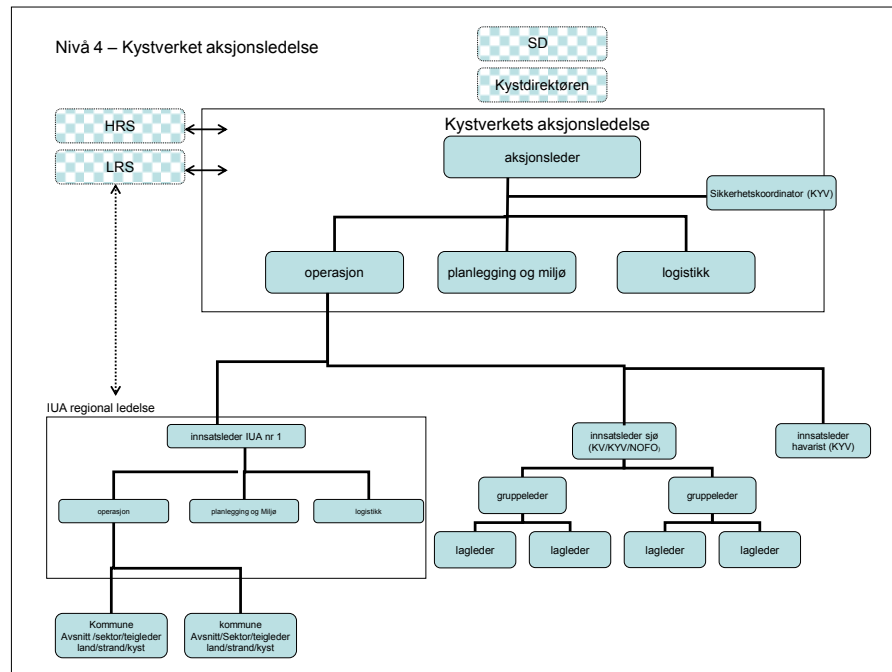 Nivå 4 – Kystverket aksjonsledelse
SD
Kystdirektøren
HRS
LRS
Kystverkets aksjonsledelse
aksjonsleder
Sikkerhetskoordinator (KYV)
operasjon
planlegging og miljø
logistikk
IUA regional ledelse
innsatsleder IUA nr 1
innsatsleder sjø
(KV/KYV/NOFO)
innsatsleder
havarist (KYV)
operasjon
planlegging og Miljø
logistikk
gruppeleder
gruppeleder
lagleder
lagleder
lagleder
lagleder
Kommune
Avsnitt /sektor/teigleder
land/strand/kyst
kommune
Avsnitt/Sektor/teigleder
land/strand/kyst